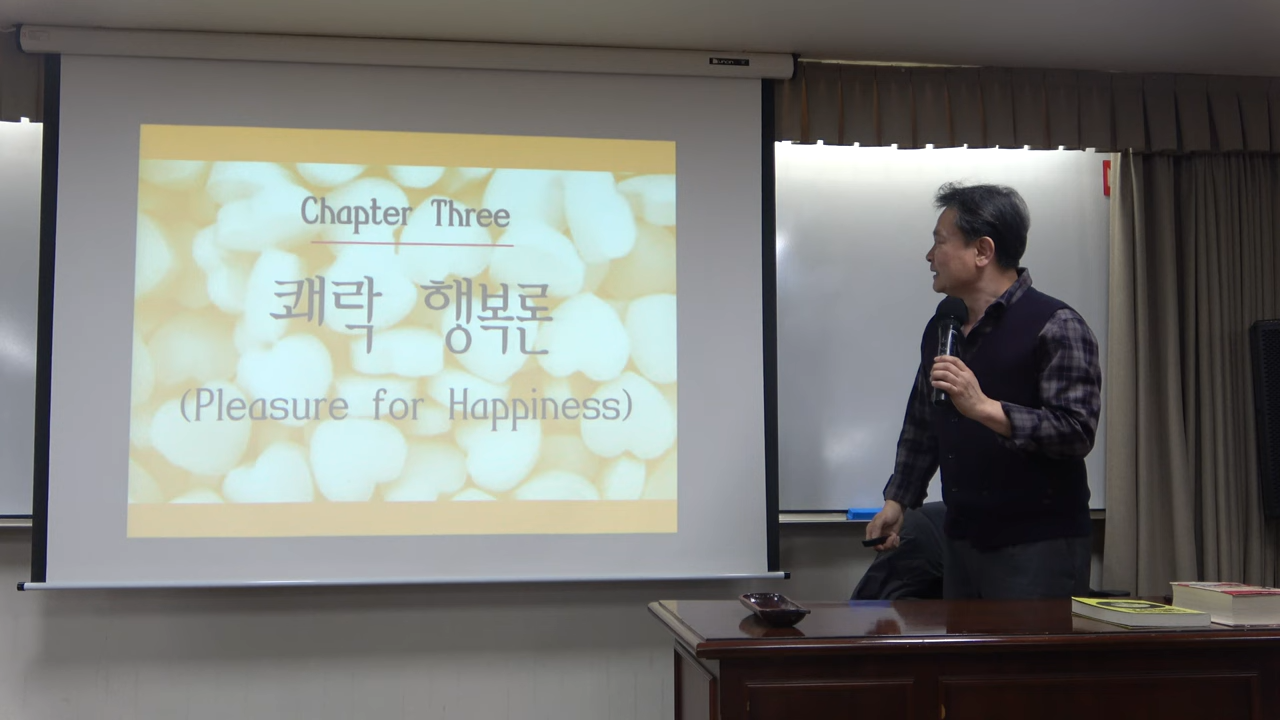 Chapter Three
쾌락 행복론
(Pleasure for Happiness)